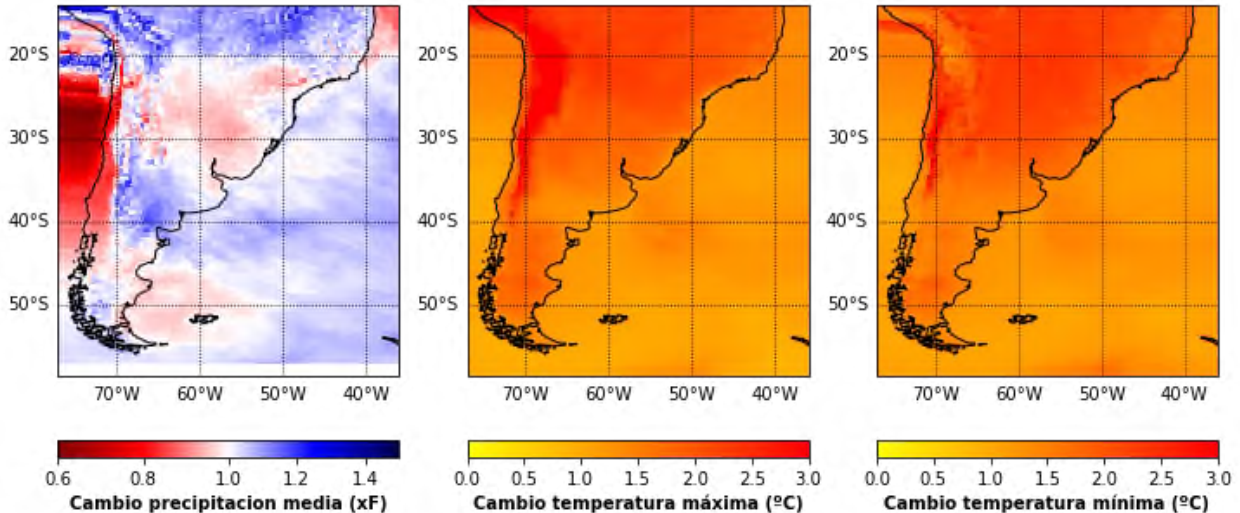 20°S
30°S
40°S
50°S
70°W 60°W 50°W 40°W
0.6 0.8 1.0 1.2 1.4
Cambio precipitacion media (xF)
20°S
30°S
40°S
50°S
70°W 60°W 50°W 40°W
0.0 0.5 1.0 1.5 2.0 2.5 3.0
Cambio temperatura máxima (ºC)
20°S
30°S
40°S
50°S
70°W 60°W 50°W 40°W
0.0 0.5 1.0 1.5 2.0 2.5 3.0
Cambio temperatura mínima (ºC)